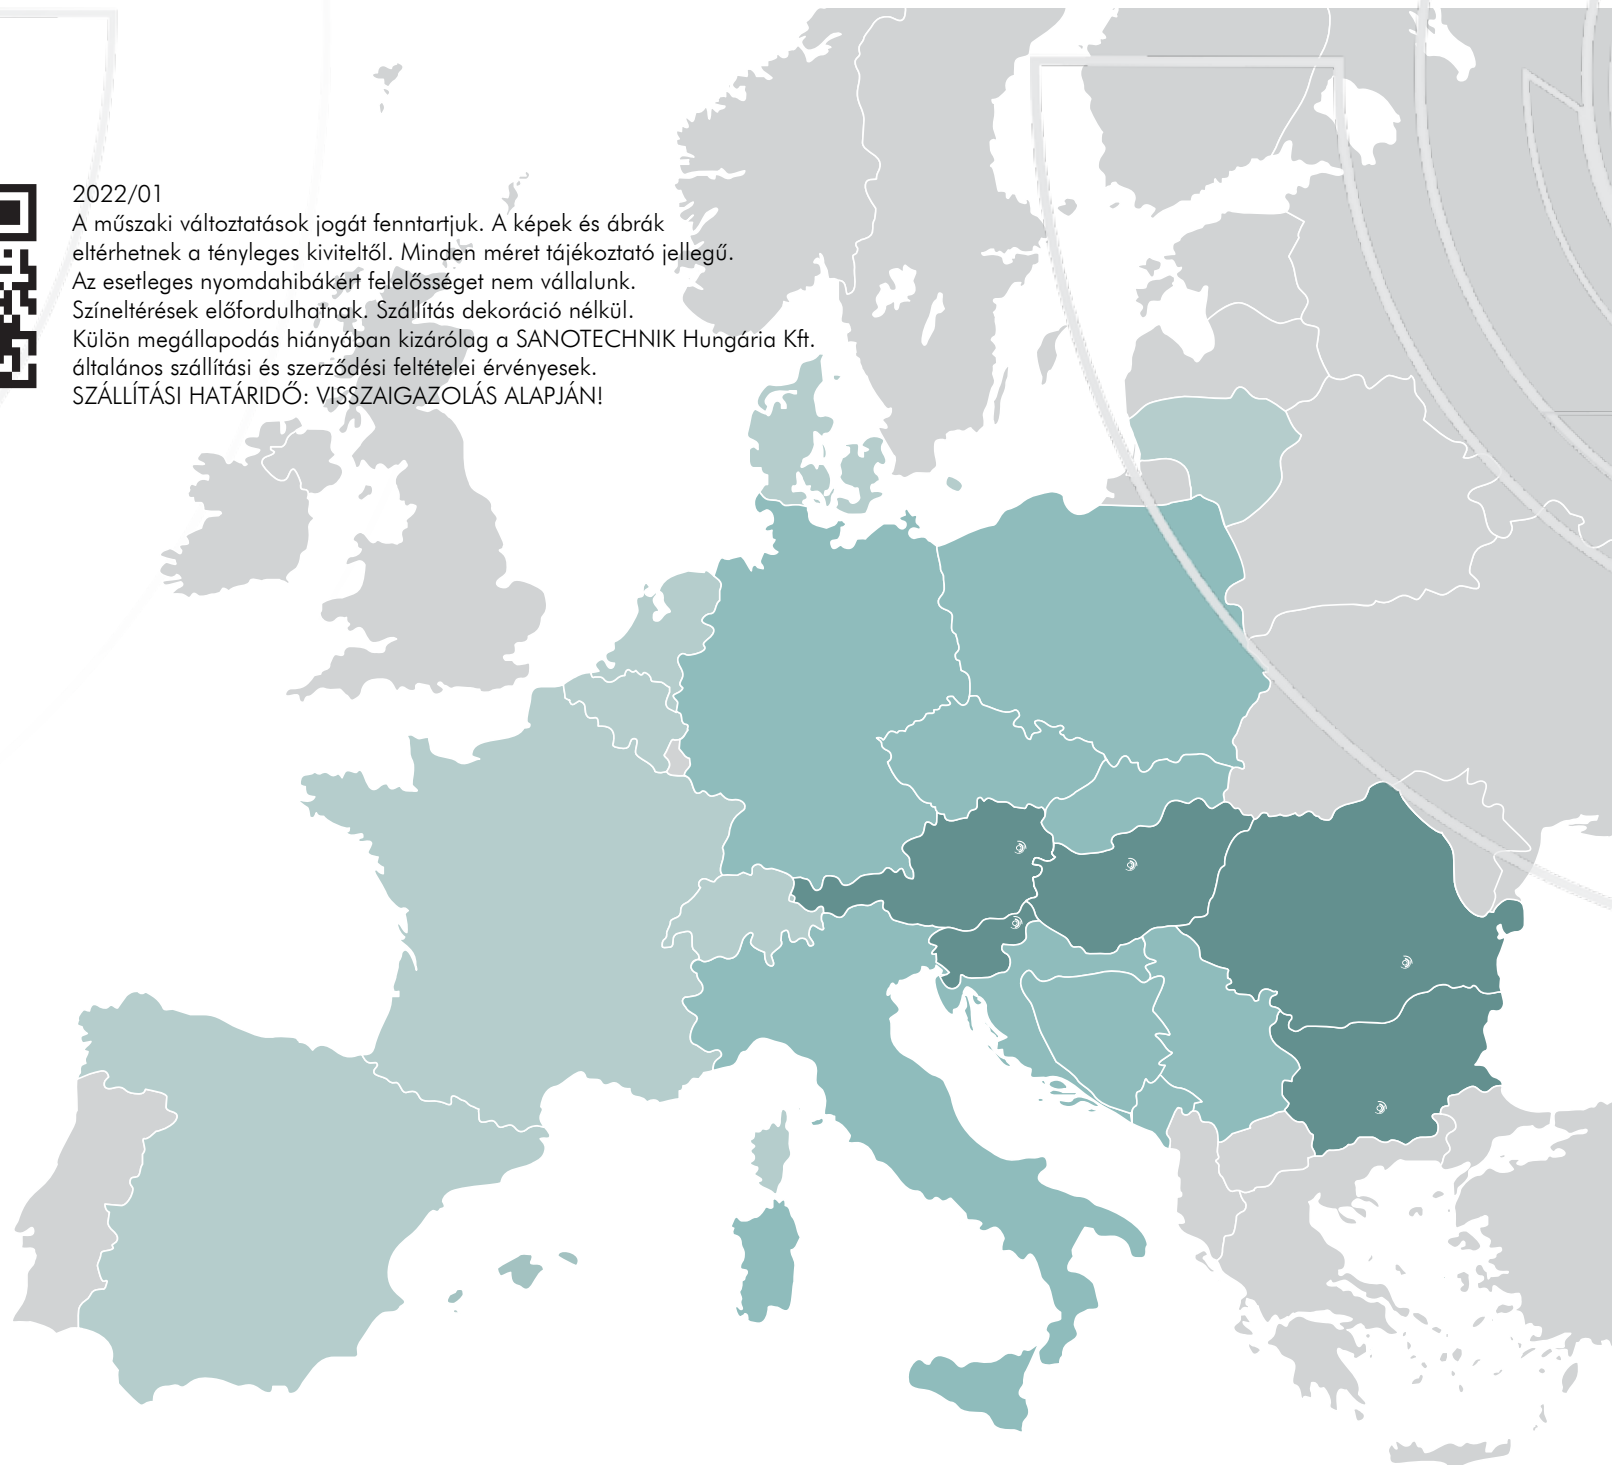 2022/01
A műszaki változtatások jogát fenntartjuk. A képek és ábrák
eltérhetnek a tényleges kiviteltől. Minden méret tájékoztató jellegű.
Az esetleges nyomdahibákért felelősséget nem vállalunk.
Színeltérések előfordulhatnak. Szállítás dekoráció nélkül.
Külön megállapodás hiányában kizárólag a SANOTECHNIK Hungária Kft.
általános szállítási és szerződési feltételei érvényesek.
SZÁLLÍTÁSI HATÁRIDŐ: VISSZAIGAZOLÁS ALAPJÁN!